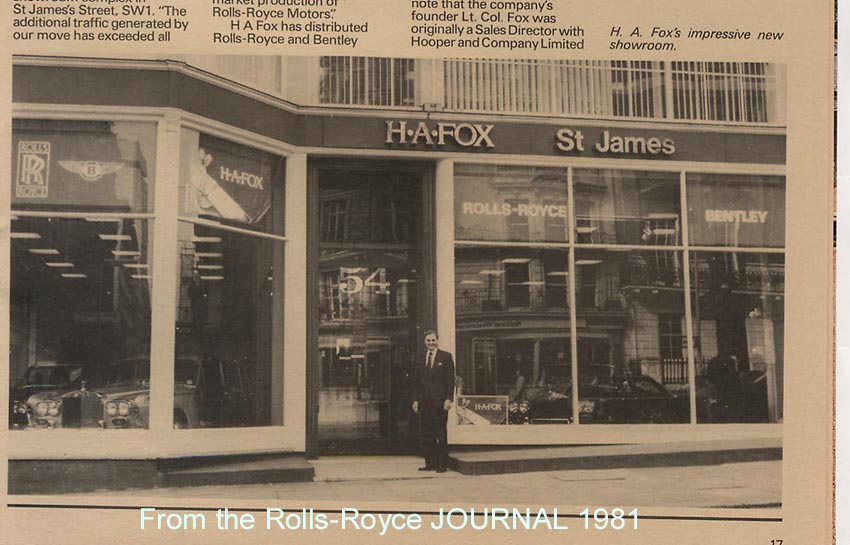 showroom complex in
St James's Street, SW1. "The
additional traffic generated by
our move has exceeded all
market production of
Rolls-Royce Motors."
H A Fox has distributed
Rolls-Royce and Bentley
note that the company's
founder Lt. Col. Fox was
originally a Sales Director with
Hooper and Company Limited
H. A. Fox's impressive new
showroom.
H·A·FOX
St James
ROLLS
RR
ROYCE
B
H·A·FOX
ROLLS-ROYCE
BENTLEY
54
H·A·FOX
From the Rolls-Royce JOURNAL 1981
17